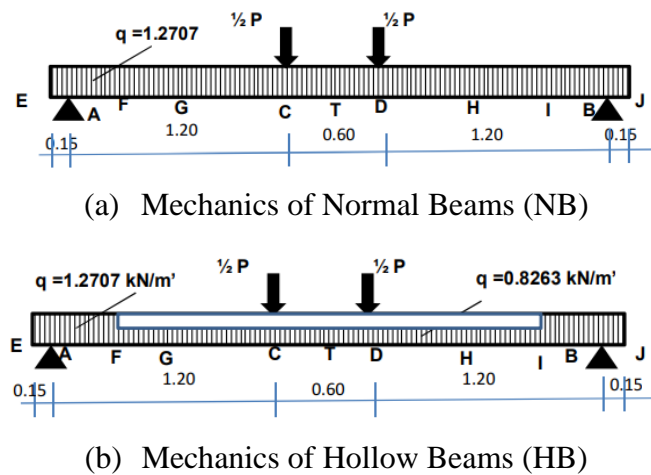 ½ P ½ P
q =1.2707
E A F G C T D H I B J
0.15 1.20 0.60 1.20 0.15
(a) Mechanics of Normal Beams (NB)
½ P ½ P
q =1.2707 kN/m’ q =0.8263 kN/m’
E A F G C T D H I B J
0.15 1.20 0.60 1.20 0.15
(b) Mechanics of Hollow Beams (HB)